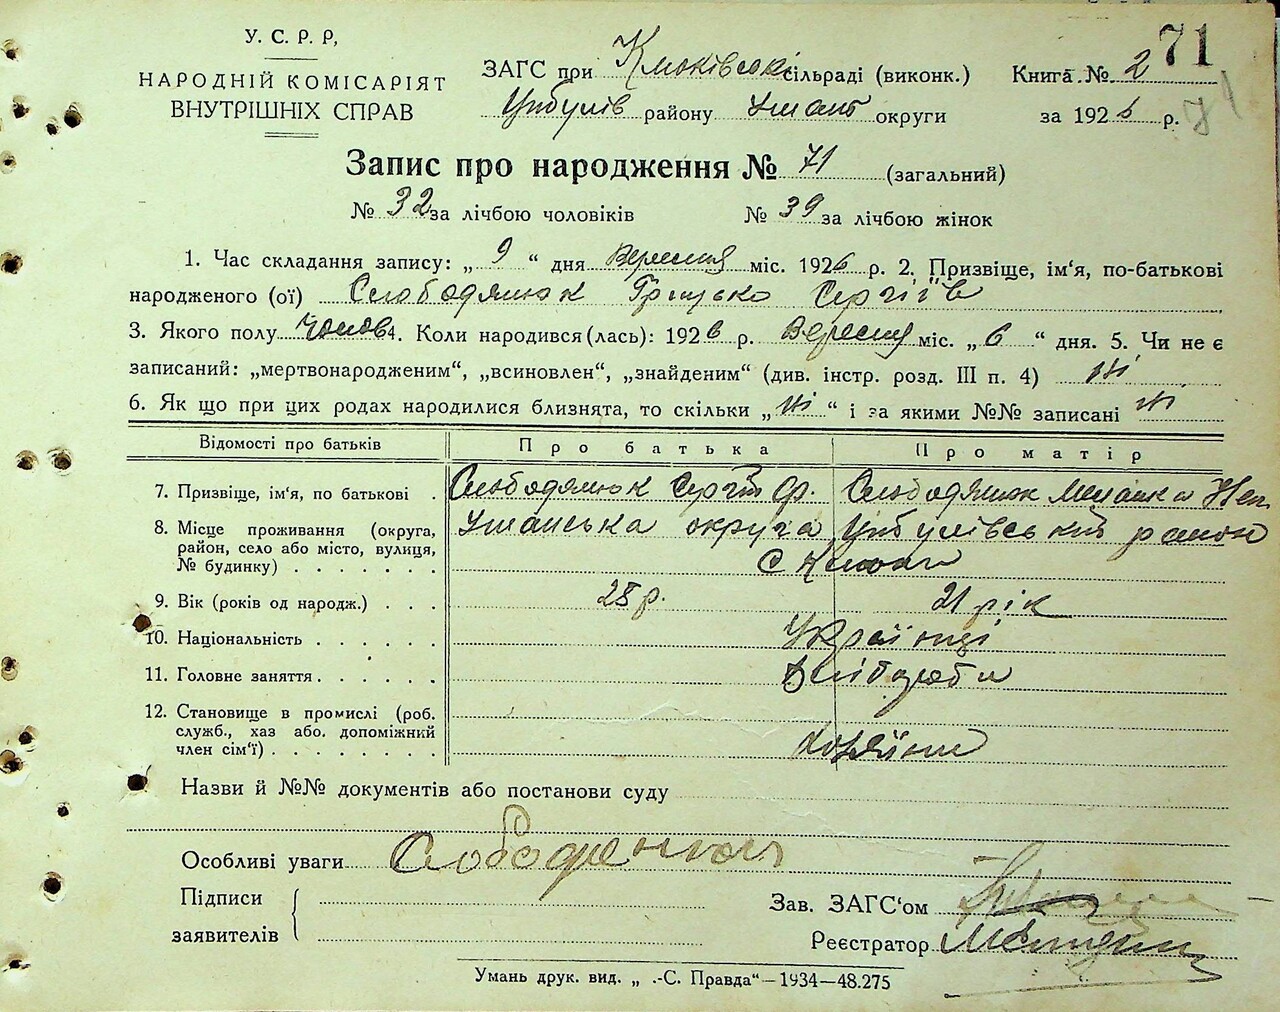 71
У. С. Р. Р,
НАРОДНІЙ КОМІСАРІЯТ
ВНУТРІШНІХ СПРАВ
ЗАГС при Клюківській сільраді (виконк.) Книга № 2
Цибулів району Уман округи за 1926 р.
71
Запис про народження № 71 (загальний)
№ 32 за лічбою чоловіків № 39 за лічбою жінок
1. Час складання запису: „ 9 “ дня Вересня міс. 1926 р. 2. Призвіще, ім'я, по-батькові
народженого (ої) Слободянюк Грицько Сергіїв
3. Якого полу Чолов 4. Коли народився(лась): 1926 р. Вересня міс. „ 6 “ дня. 5. Чи не є
записаний: „мертвонародженим“, „всиновлен“, „знайденим“ (див. інстр. розд. III п. 4) ні
6. Як що при цих родах народилися близнята, то скільки „ ні “ і за якими №№ записані ні
Відомості про батьків Про батька Про матір
7. Призвіще, ім'я, по батькові . Слободянюк Сергій Ф. Слободянюк Меланка
8. Місце проживання (округа, район, село або місто, вулиця, № будинку) . . . . . . . Уманська округа Цибулівський район
с
9. Вік (років од народж.) . . . 28 р. 21 рік
10. Національність . . . . . . Українці
11. Головне заняття . . . . . . Хлібороби
12. Становище в промислі (роб. служб., хаз або. допоміжний член сім'ї) . . . . . . . . Хазяїни
Назви й №№ документів або постанови суду
Особливі уваги
Підписи
заявителів
Зав. ЗАГС'ом
Реєстратор
Умань друк. вид. „ .-С. Правда“—1934—48.275